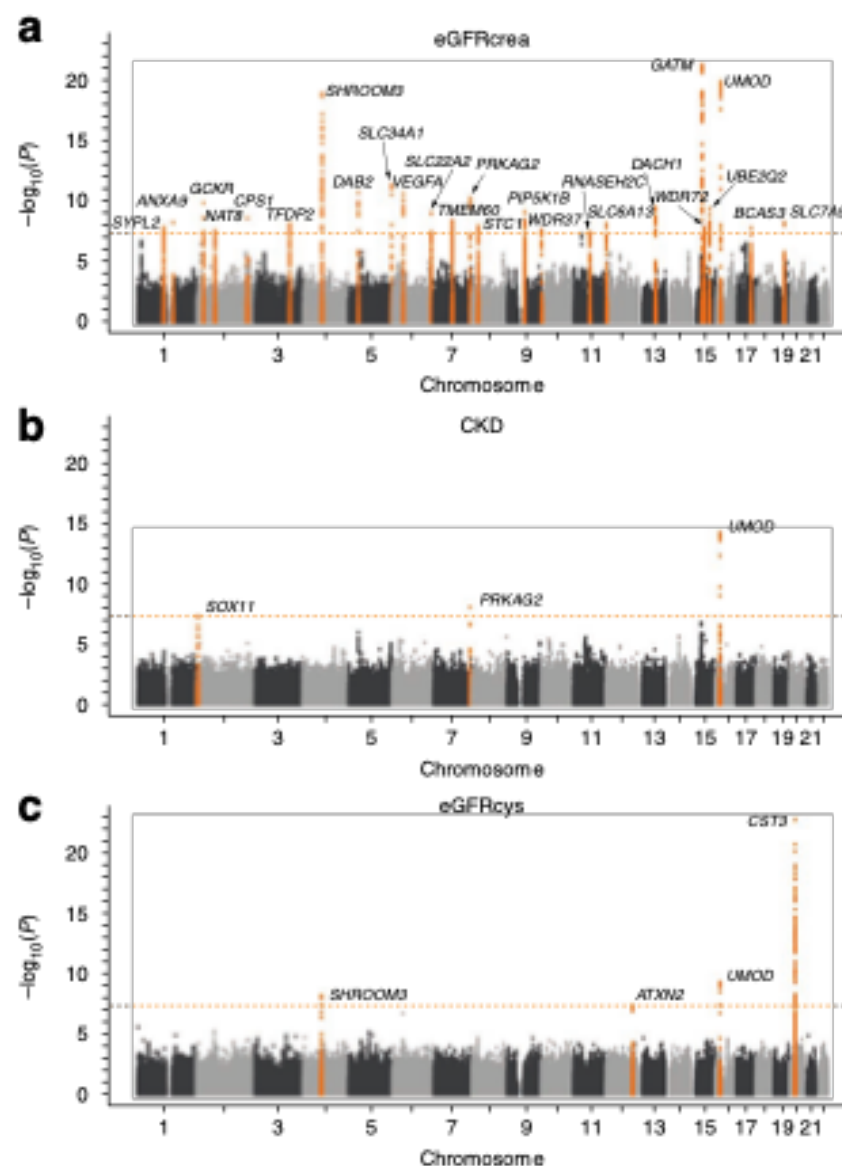 a
eGFRcrea
−log10(P)
20
15
10
5
0
GATM
UMOD
SHROOM3
SLC34A1
SLC22A2
PRKAG2
DACH1
UBE2Q2
ANXA9
GCKR
CPS1
DAB2
VEGFA
PIP5K1B
RNASEH2C
WDR72
SYPL2
NAT8
TFDP2
TMEM60
STC1
WDR37
SLC6A13
BCAS3
1
3
5
7
9
11
13
15
17
19
21
Chromosome
b
CKD
−log10(P)
20
15
10
5
0
UMOD
SOX11
PRKAG2
1
3
5
7
9
11
13
15
17
19
21
Chromosome
c
eGFRcys
−log10(P)
20
15
10
5
0
CST3
SHROOM3
ATXN2
UMOD
1
3
5
7
9
11
13
15
17
19
21
Chromosome